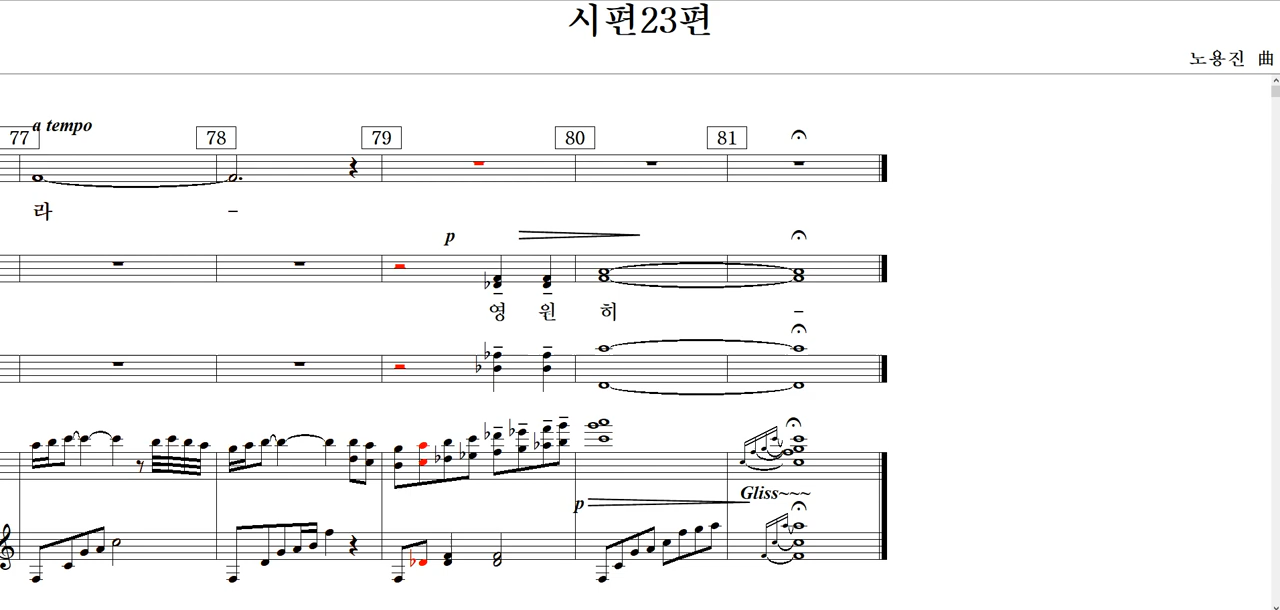 시편23편
노용진 曲
a tempo
77 78 79 80 81
라 -
p
영 원 히 -
Gliss~~~
p